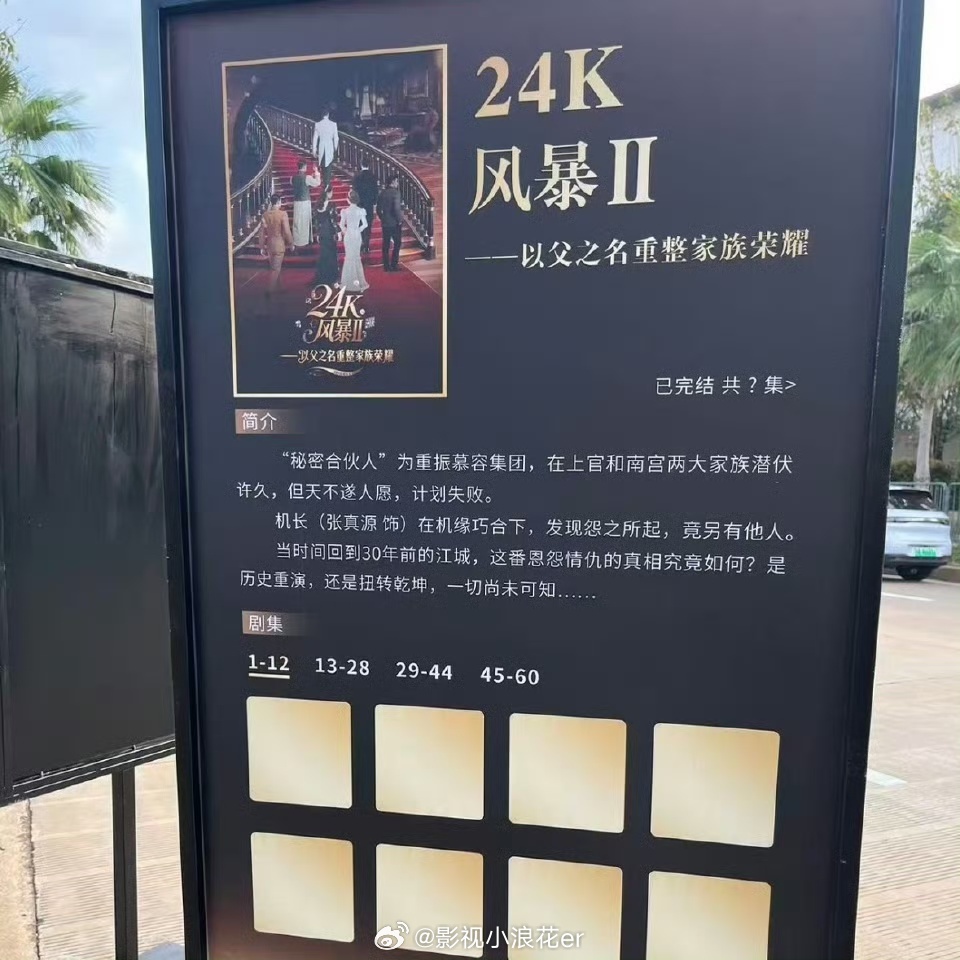 24K
风暴Ⅱ
——以父之名重整家族荣耀
24K
风暴Ⅱ
——以父之名重整家族荣耀
已完结 共 ? 集>
简介
“秘密合伙人”为重振慕容集团，在上官和南宫两大家族潜伏
许久，但天不遂人愿，计划失败。
机长（张真源 饰）在机缘巧合下，发现怨之所起，竟另有他人。
当时间回到30年前的江城，这番恩怨情仇的真相究竟如何？是
历史重演，还是扭转乾坤，一切尚未可知……
剧集
1-12 13-28 29-44 45-60
@影视小浪花er